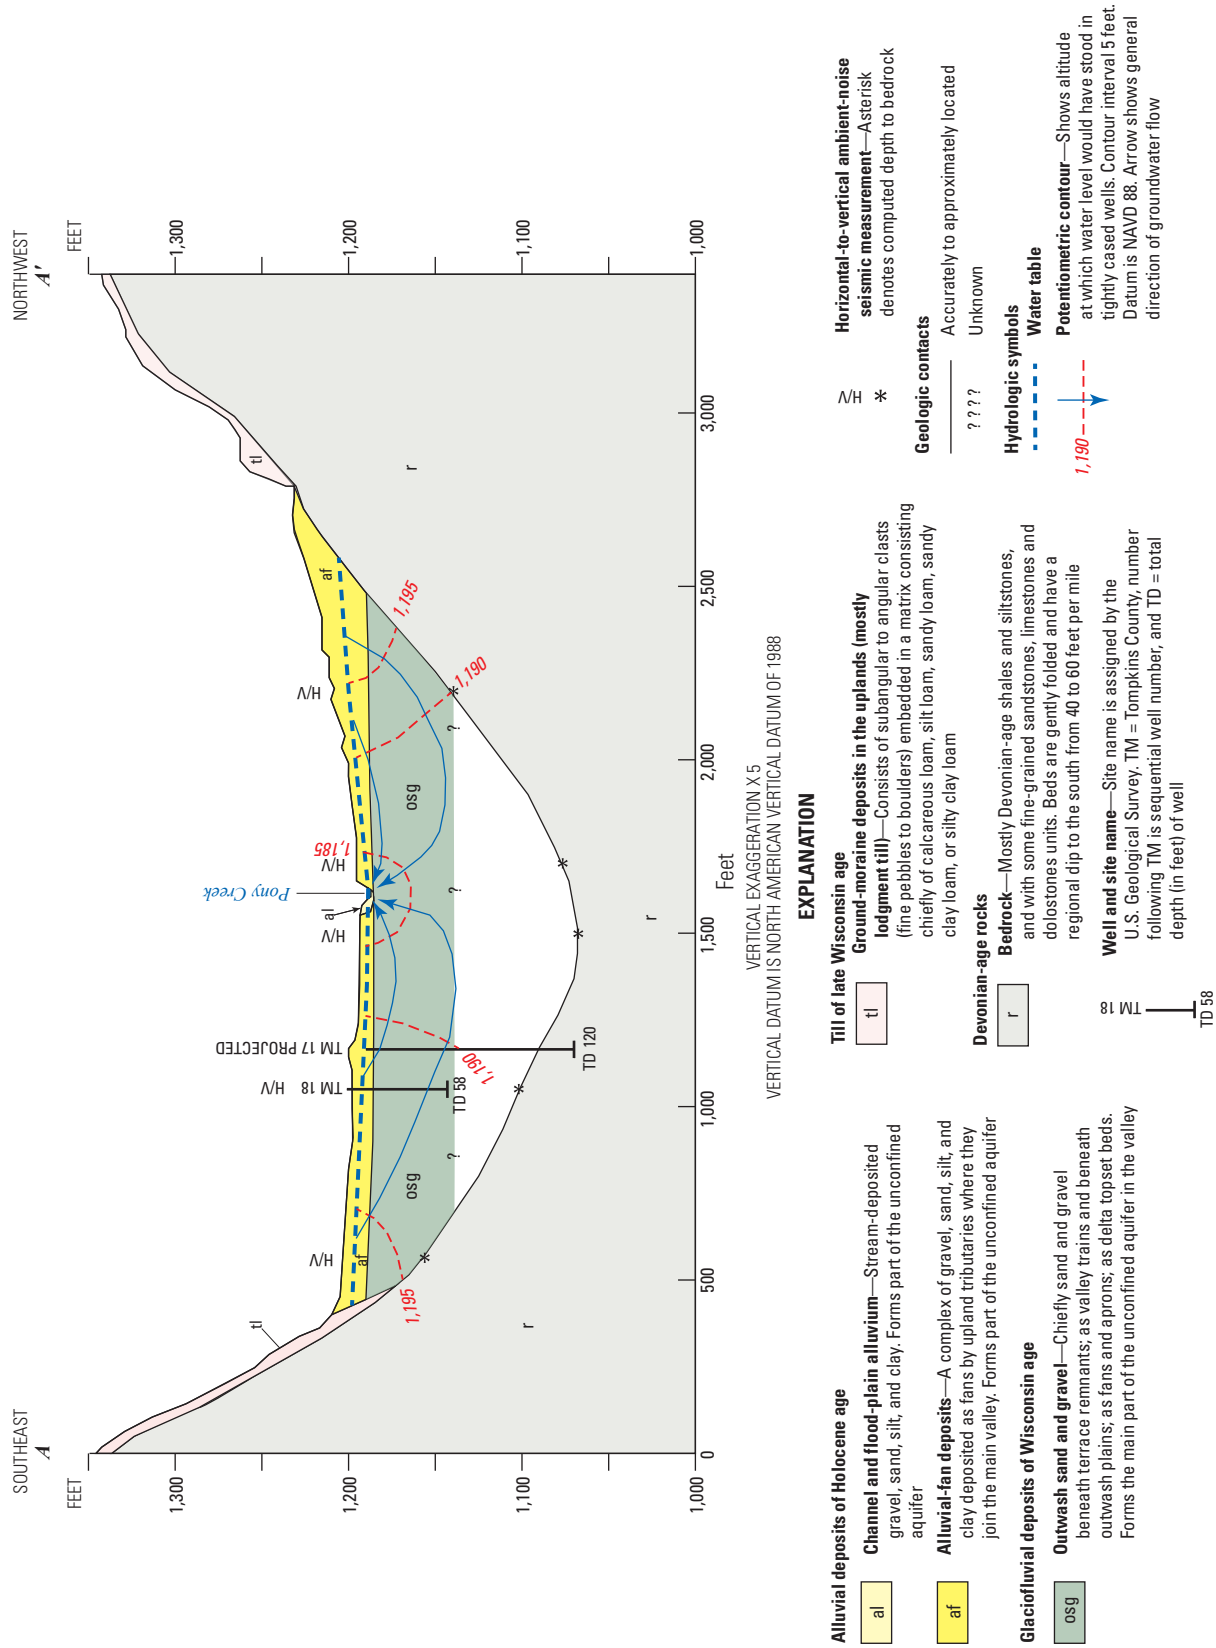 SOUTHEAST
A
NORTHWEST
A′
FEET
FEET
1,300
1,200
1,100
1,000
1,300
1,200
1,100
1,000
tl
af
H/V
TM 18
H/V
TM 17 PROJECTED
H/V
al
Pony Creek
H/V
1,185
H/V
af
tl
1,195
osg
?
TD 58
1,190
TD 120
?
osg
?
1,190
1,195
r
r
r
0
500
1,000
1,500
2,000
2,500
3,000
Feet
VERTICAL EXAGGERATION X 5
VERTICAL DATUM IS NORTH AMERICAN VERTICAL DATUM OF 1988
EXPLANATION
Alluvial deposits of Holocene age
al
Channel and flood-plain alluvium—Stream-deposited
gravel, sand, silt, and clay. Forms part of the unconfined
aquifer
af
Alluvial-fan deposits—A complex of gravel, sand, silt, and
clay deposited as fans by upland tributaries where they
join the main valley. Forms part of the unconfined aquifer
Glaciofluvial deposits of Wisconsin age
osg
Outwash sand and gravel—Chiefly sand and gravel
beneath terrace remnants; as valley trains and beneath
outwash plains; as fans and aprons; as delta topset beds.
Forms the main part of the unconfined aquifer in the valley
Till of late Wisconsin age
tl
Ground-moraine deposits in the uplands (mostly
lodgment till)—Consists of subangular to angular clasts
(fine pebbles to boulders) embedded in a matrix consisting
chiefly of calcareous loam, silt loam, sandy loam, sandy
clay loam, or silty clay loam
Devonian-age rocks
r
Bedrock—Mostly Devonian-age shales and siltstones,
and with some fine-grained sandstones, limestones and
dolostones units. Beds are gently folded and have a
regional dip to the south from 40 to 60 feet per mile
TM 18
TD 58
Well and site name—Site name is assigned by the
U.S. Geological Survey. TM = Tompkins County, number
following TM is sequential well number, and TD = total
depth (in feet) of well
H/V
*
Horizontal-to-vertical ambient-noise
seismic measurement—Asterisk
denotes computed depth to bedrock
Geologic contacts
Accurately to approximately located
? ? ? ?
Unknown
Hydrologic symbols
Water table
1,190
Potentiometric contour—Shows altitude
at which water level would have stood in
tightly cased wells. Contour interval 5 feet.
Datum is NAVD 88. Arrow shows general
direction of groundwater flow